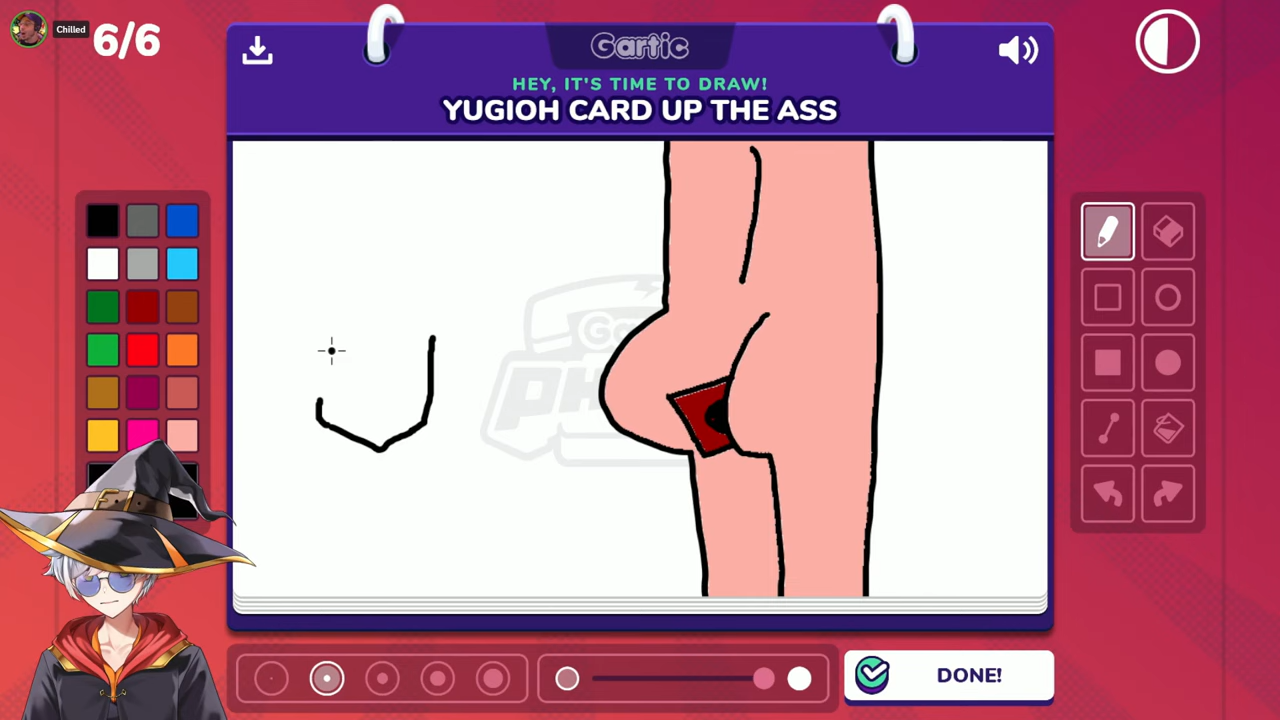 Chilled
6/6
Gartic
HEY, IT'S TIME TO DRAW!
YUGIOH CARD UP THE ASS
DONE!